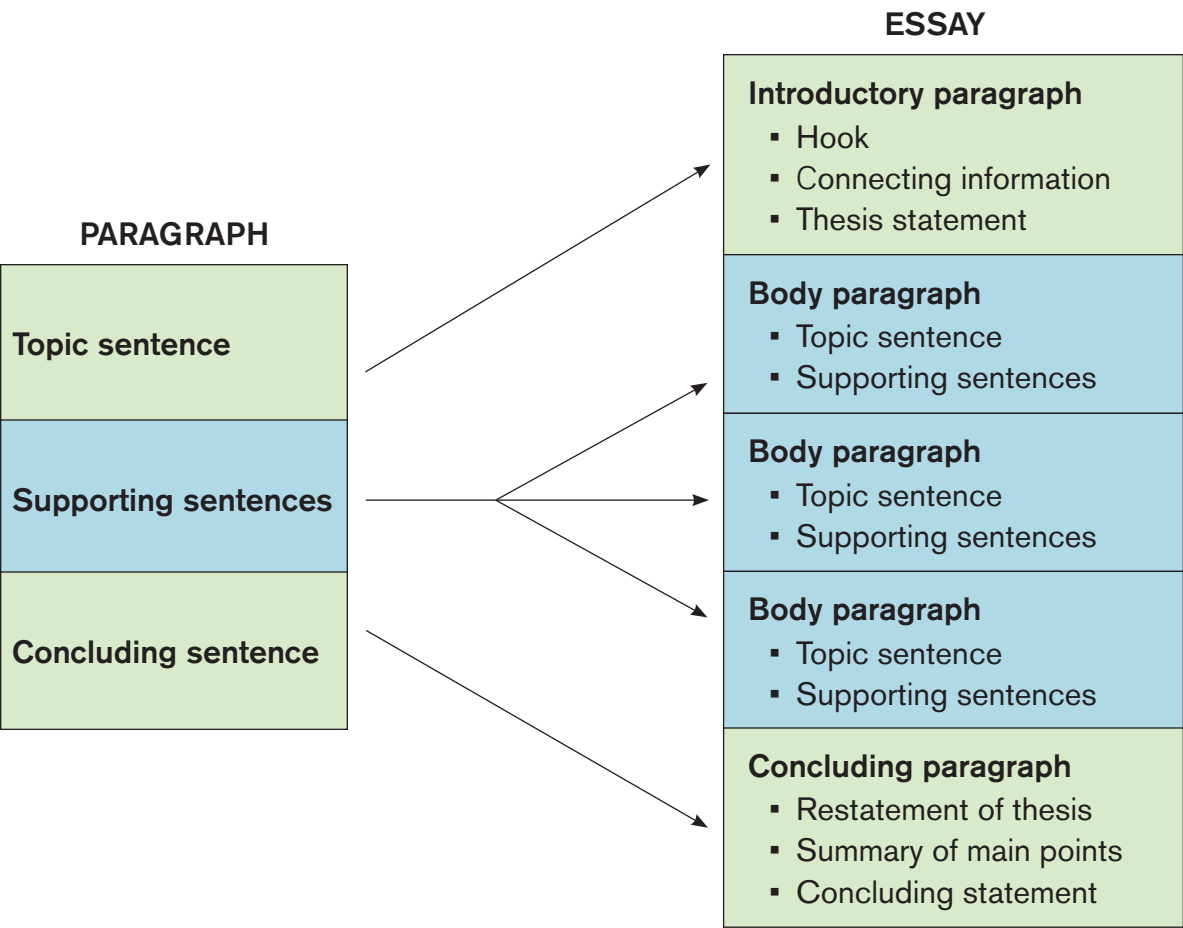 PARAGRAPH
Topic sentence
Supporting sentences
Concluding sentence
ESSAY
Introductory paragraph
▪ Hook
▪ Connecting information
▪ Thesis statement
Body paragraph
▪ Topic sentence
▪ Supporting sentences
Body paragraph
▪ Topic sentence
▪ Supporting sentences
Body paragraph
▪ Topic sentence
▪ Supporting sentences
Concluding paragraph
▪ Restatement of thesis
▪ Summary of main points
▪ Concluding statement